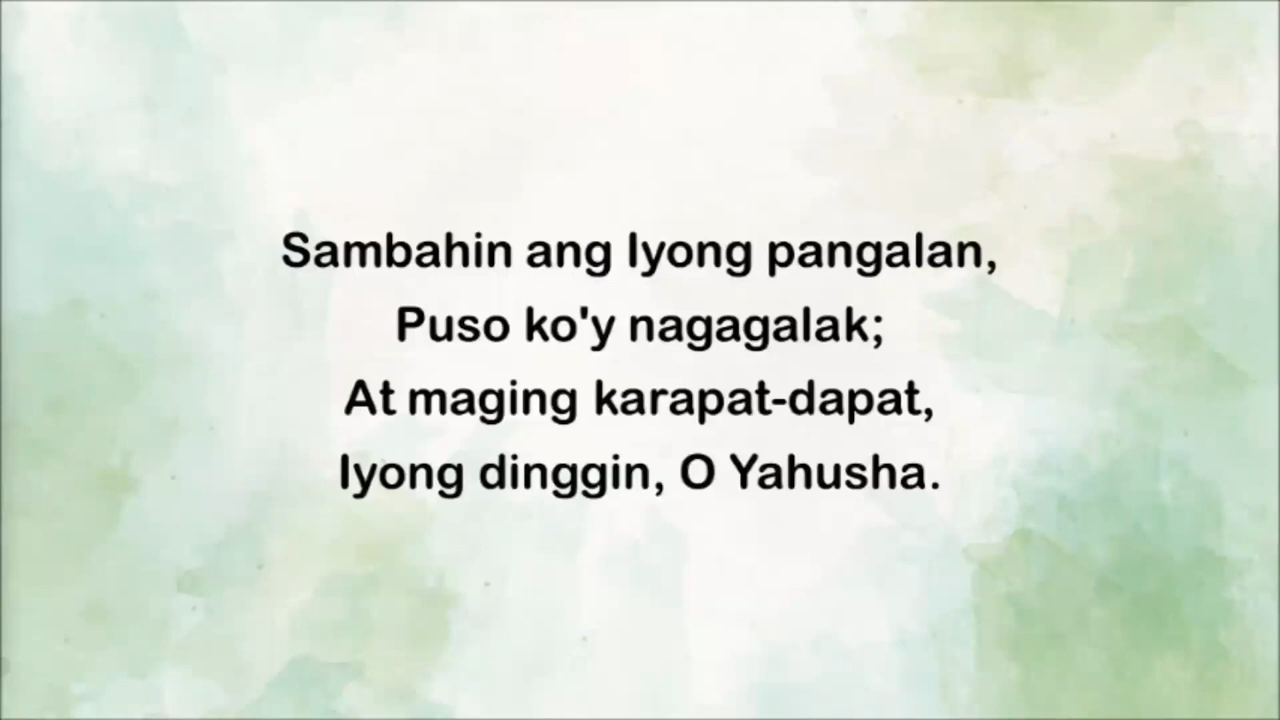 Sambahin ang Iyong pangalan,
Puso ko'y nagagalak;
At maging karapat-dapat,
Iyong dinggin, O Yahusha.